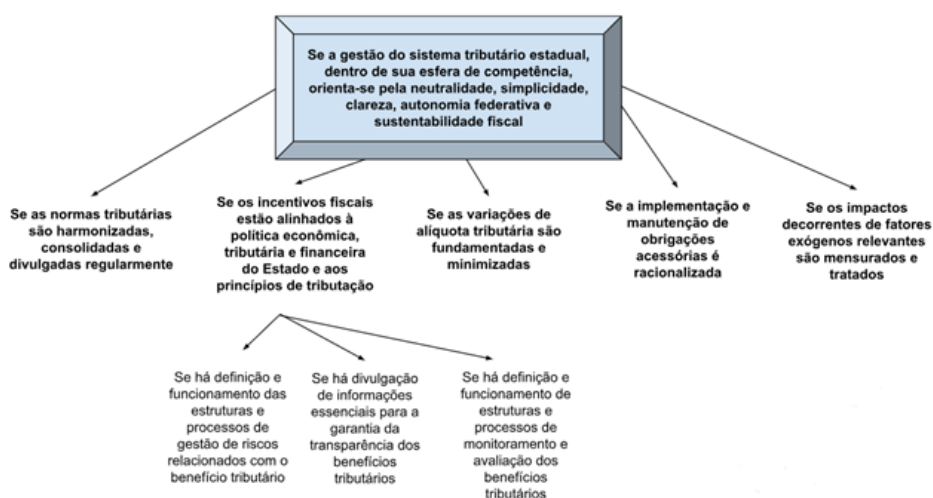 Se a gestão do sistema tributário estadual,
dentro de sua esfera de competência,
orienta-se pela neutralidade, simplicidade,
clareza, autonomia federativa e
sustentabilidade fiscal
Se as normas tributárias
são harmonizadas,
consolidadas e
divulgadas regularmente
Se os incentivos fiscais
estão alinhados à
política econômica,
tributária e financeira
do Estado e aos
princípios de tributação
Se as variações de
alíquota tributária são
fundamentadas e
minimizadas
Se a implementação e
manutenção de
obrigações
acessórias é
racionalizada
Se os impactos
decorrentes de fatores
exógenos relevantes
são mensurados e
tratados
Se há definição e
funcionamento das
estruturas e
processos de
gestão de riscos
relacionados com o
benefício tributário
Se há divulgação
de informações
essenciais para a
garantia da
transparência dos
benefícios
tributários
Se há definição e
funcionamento de
estruturas e
processos de
monitoramento e
avaliação dos
benefícios
tributários